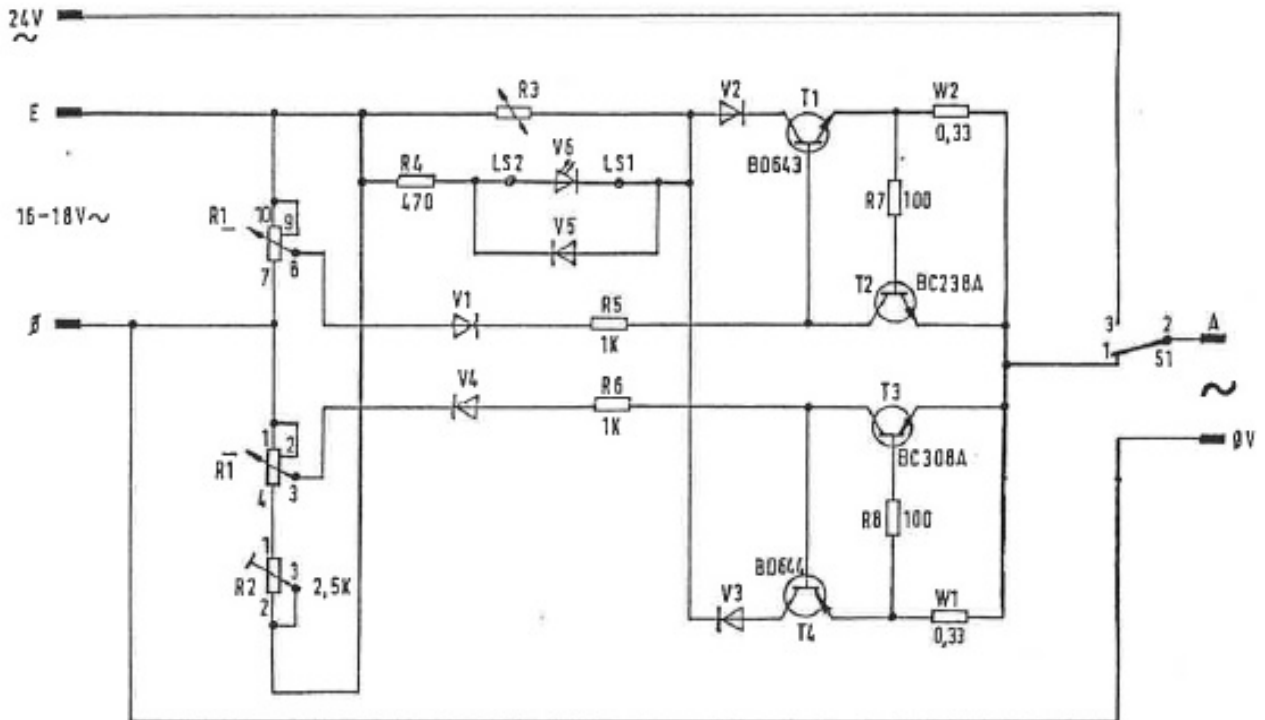 24V
~
E
R3
V2
T1
W2
0,33
BD643
R4
470
LS2
V6
LS1
V5
R7
100
16-18V~
R1
10
9
7
8
T2
BC238A
V1
R5
1K
Ø
3
2
A
1
S1
~
V4
R6
1K
T3
BC308A
ØV
1
2
R1
4
3
R8
100
1
R2
3
2,5K
2
BD644
V3
T4
W1
0,33